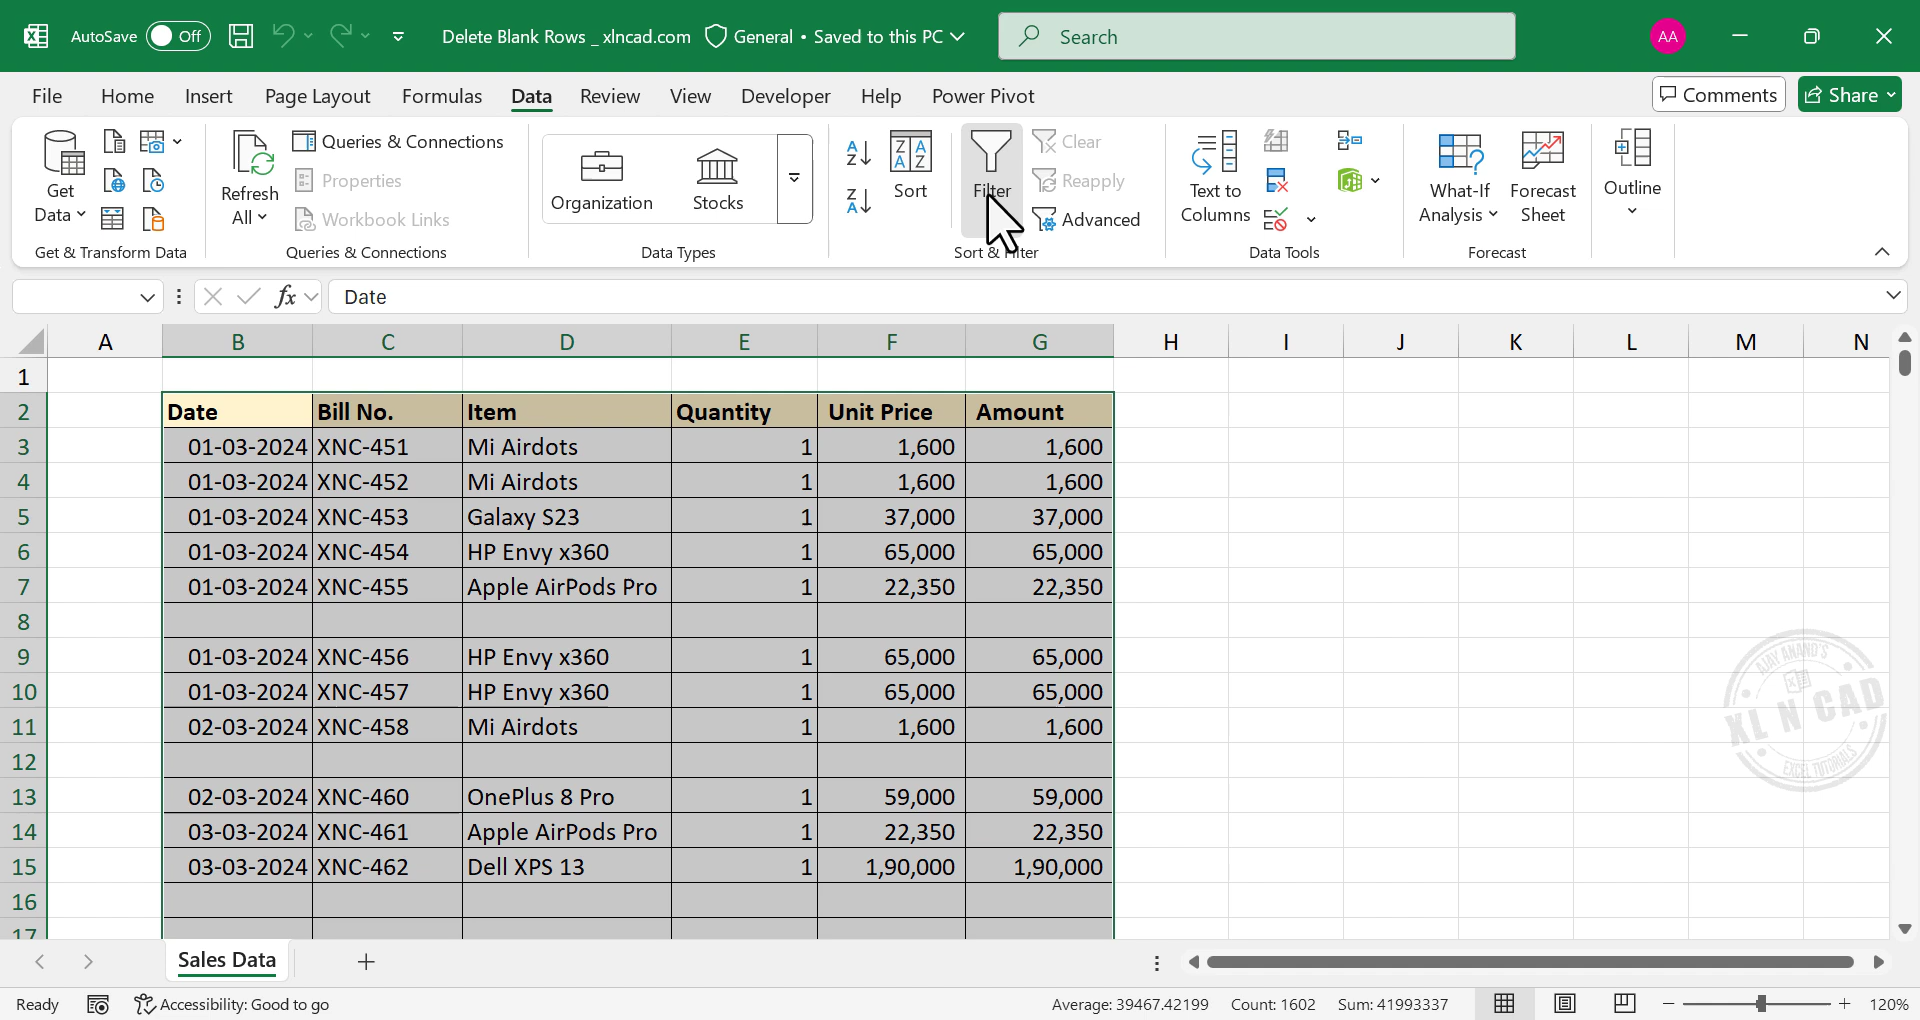 AutoSave Off Delete Blank Rows _ xlncad.com General • Saved to this PC Search AA
File Home Insert Page Layout Formulas Data Review View Developer Help Power Pivot Comments Share
Get Data
Get & Transform Data
Refresh All
Queries & Connections
Properties
Workbook Links
Queries & Connections
Organization Stocks
Data Types
Sort
Filter
Clear
Reapply
Advanced
Sort & Filter
Text to Columns
Data Tools
What-If Analysis
Forecast Sheet
Forecast
Outline
fx Date
A B C D E F G H I J K L M N
1
2 Date Bill No. Item Quantity Unit Price Amount
3 01-03-2024 XNC-451 Mi Airdots 1 1,600 1,600
4 01-03-2024 XNC-452 Mi Airdots 1 1,600 1,600
5 01-03-2024 XNC-453 Galaxy S23 1 37,000 37,000
6 01-03-2024 XNC-454 HP Envy x360 1 65,000 65,000
7 01-03-2024 XNC-455 Apple AirPods Pro 1 22,350 22,350
8
9 01-03-2024 XNC-456 HP Envy x360 1 65,000 65,000
10 01-03-2024 XNC-457 HP Envy x360 1 65,000 65,000
11 02-03-2024 XNC-458 Mi Airdots 1 1,600 1,600
12
13 02-03-2024 XNC-460 OnePlus 8 Pro 1 59,000 59,000
14 03-03-2024 XNC-461 Apple AirPods Pro 1 22,350 22,350
15 03-03-2024 XNC-462 Dell XPS 13 1 1,90,000 1,90,000
16
17
AJAY ANAND'S
XL N CAD
EXCEL TUTORIALS
Sales Data
Ready Accessibility: Good to go Average: 39467.42199 Count: 1602 Sum: 41993337 120%